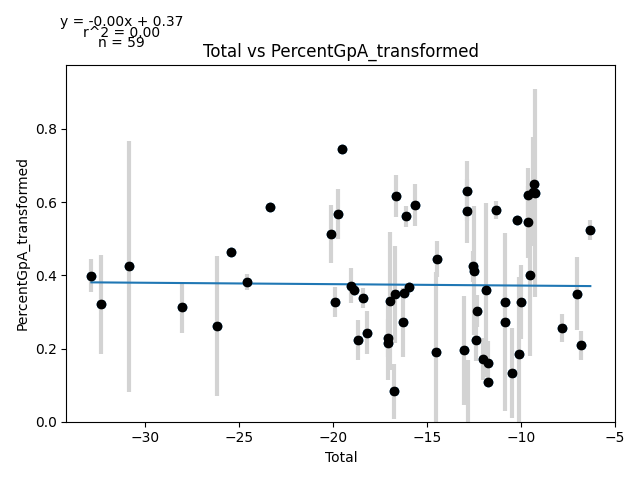 y = -0.00x + 0.37
r^2 = 0.00
n = 59
Total vs PercentGpA_transformed
PercentGpA_transformed
0.8
0.6
0.4
0.2
0.0
−30
−25
−20
−15
−10
−5
Total